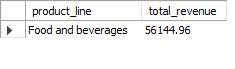 product_line total_revenue
Food and beverages 56144.96